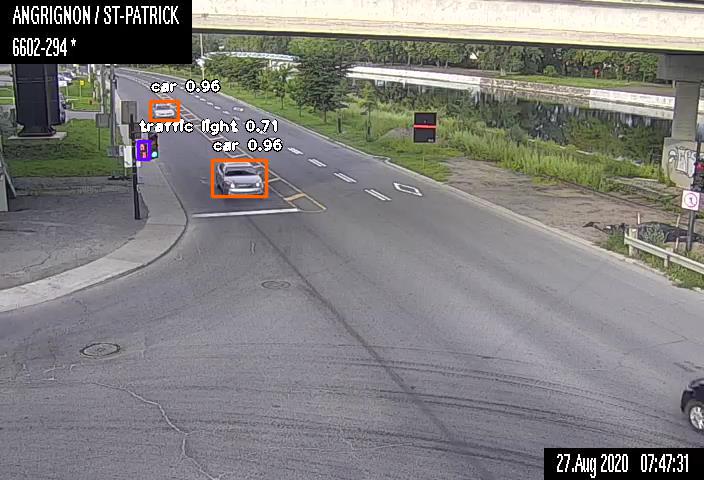 ANGRIGNON / ST-PATRICK
6602-294 *
car 0.96
traffic light 0.71
car 0.96
27.Aug 2020 07:47:31